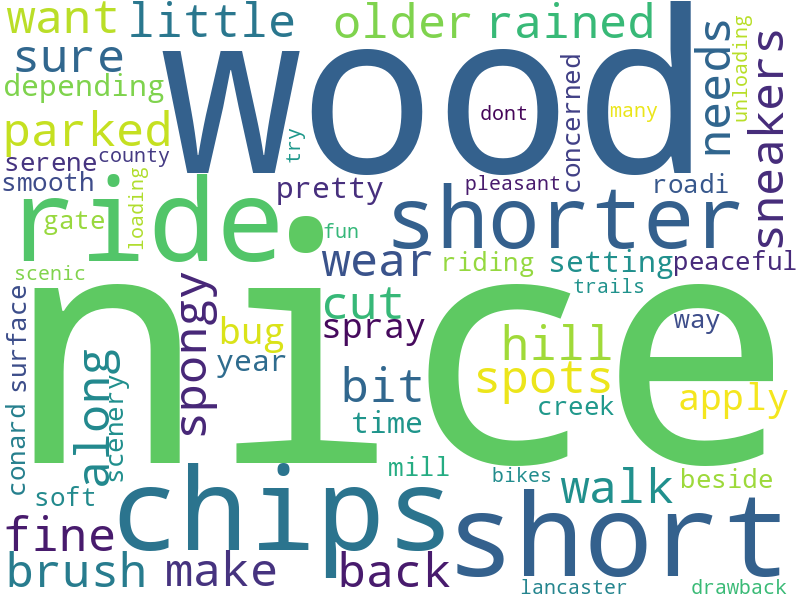 want little older rained
wood
sure
depending
concerned
needs
unloading
sneakers
dont many
parked
try
serene county
smooth
loading
pretty pleasant roadi
ride.
gate
shorter
fun
wear riding setting peaceful
scenic
nice
trails
cut
spongy
surface
bug spray
way
hill
year
spots
along
scenery
bit
apply
creek
time
conard
mill
bikes beside
chips
walk
soft
short
fine
brush make back
lancaster drawback